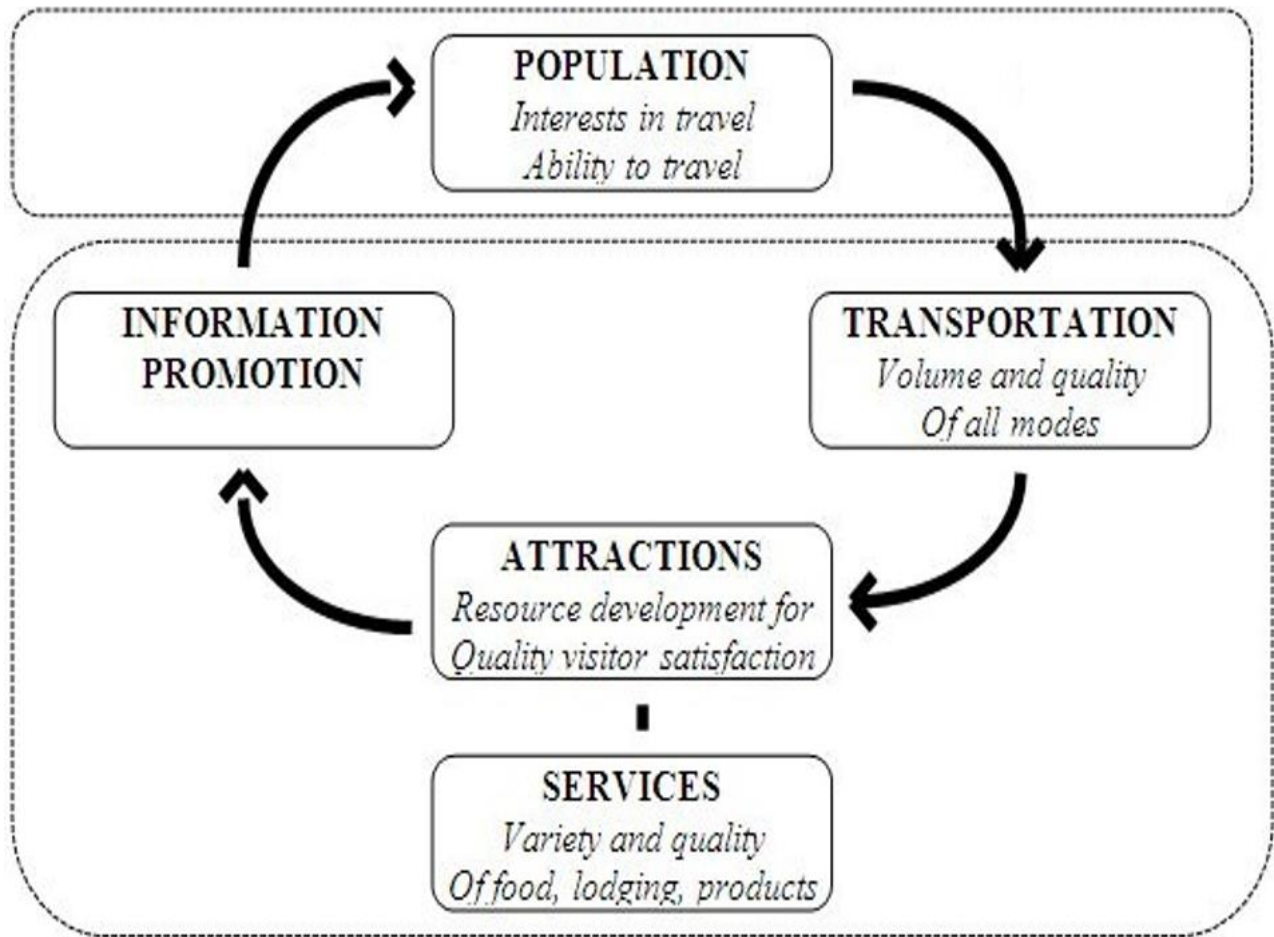 POPULATION
Interests in travel
Ability to travel
INFORMATION
PROMOTION
TRANSPORTATION
Volume and quality
Of all modes
ATTRACTIONS
Resource development for
Quality visitor satisfaction
SERVICES
Variety and quality
Of food, lodging, products